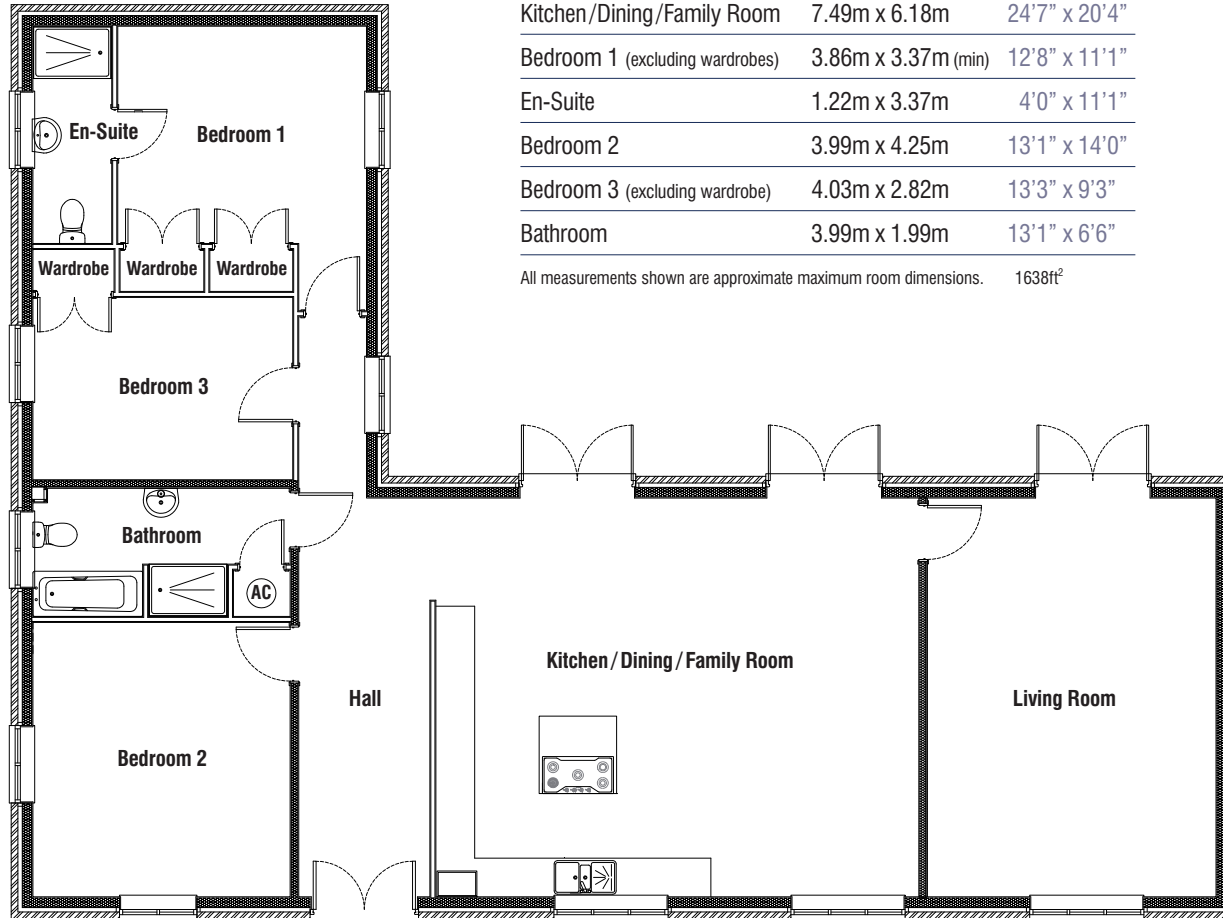 Kitchen/Dining/Family Room 7.49m x 6.18m 24’7” x 20’4”
Bedroom 1 (excluding wardrobes) 3.86m x 3.37m (min) 12’8” x 11’1”
En-Suite 1.22m x 3.37m 4’0” x 11’1”
Bedroom 2 3.99m x 4.25m 13’1” x 14’0”
Bedroom 3 (excluding wardrobe) 4.03m x 2.82m 13’3” x 9’3”
Bathroom 3.99m x 1.99m 13’1” x 6’6”
All measurements shown are approximate maximum room dimensions. 1638ft²
En-Suite
Bedroom 1
Wardrobe
Wardrobe
Wardrobe
Bedroom 3
Bathroom
AC
Kitchen/Dining/Family Room
Hall
Living Room
Bedroom 2